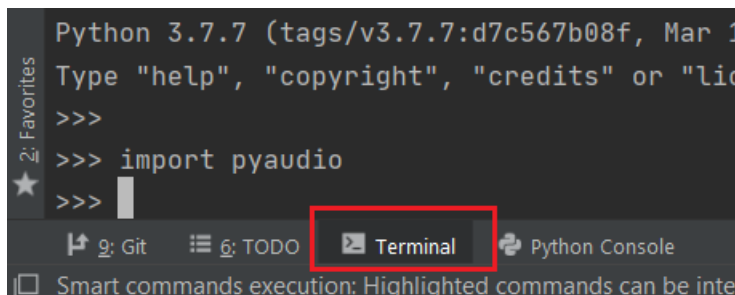 Python 3.7.7 (tags/v3.7.7:d7c567b08f, Mar
Type "help", "copyright", "credits" or "lic
>>>
>>> import pyaudio
>>>
2: Favorites
9: Git 6: TODO Terminal Python Console
Smart commands execution: Highlighted commands can be inte